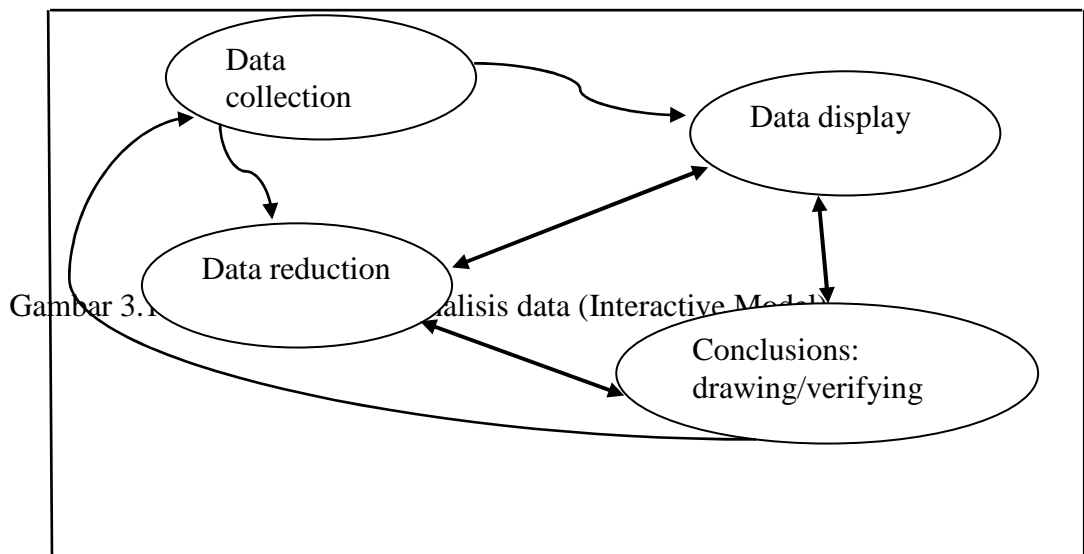 Data
collection
Data display
Data reduction
Gambar 3.1 alisis data (Interactive Model)
Conclusions:
drawing/verifying